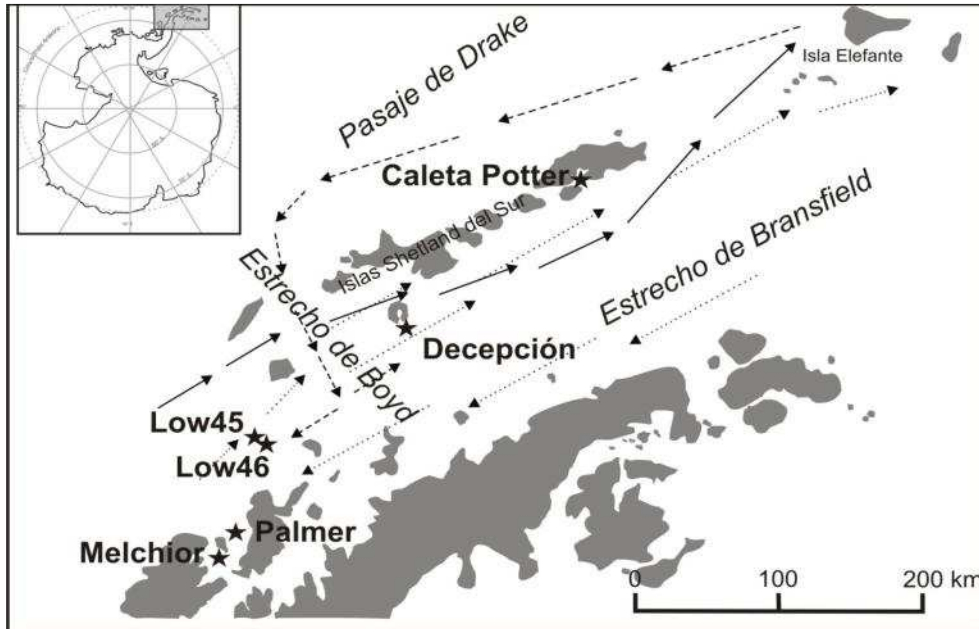 Pasaje de Drake
Isla Elefante
Caleta Potter
Islas Shetland del Sur
Estrecho de Bransfield
Estrecho de Boyd
Decepción
Low45
Low46
Palmer
Melchior
0 100 200 km